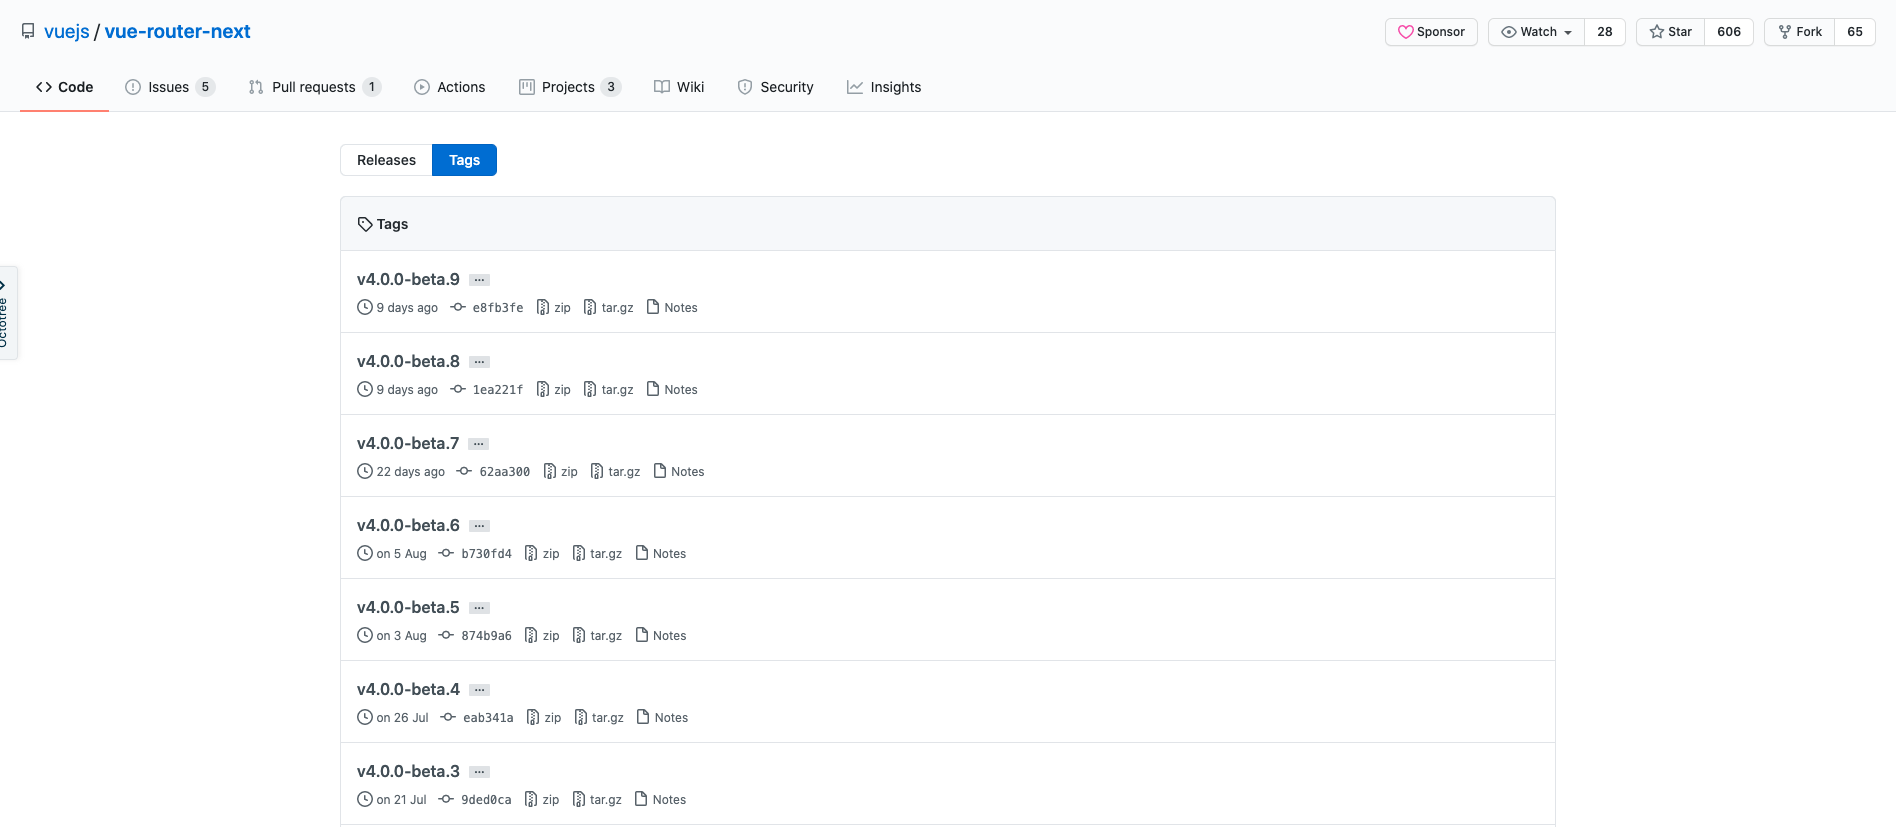 vuejs / vue-router-next Sponsor Watch 28 Star 606 Fork 65
Code Issues 5 Pull requests 1 Actions Projects 3 Wiki Security Insights
Releases Tags
Tags
v4.0.0-beta.9 ...
9 days ago e8fb3fe zip tar.gz Notes
Octotree
v4.0.0-beta.8 ...
9 days ago 1ea221f zip tar.gz Notes
v4.0.0-beta.7 ...
22 days ago 62aa300 zip tar.gz Notes
v4.0.0-beta.6 ...
on 5 Aug b730fd4 zip tar.gz Notes
v4.0.0-beta.5 ...
on 3 Aug 874b9a6 zip tar.gz Notes
v4.0.0-beta.4 ...
on 26 Jul eab341a zip tar.gz Notes
v4.0.0-beta.3 ...
on 21 Jul 9ded0ca zip tar.gz Notes